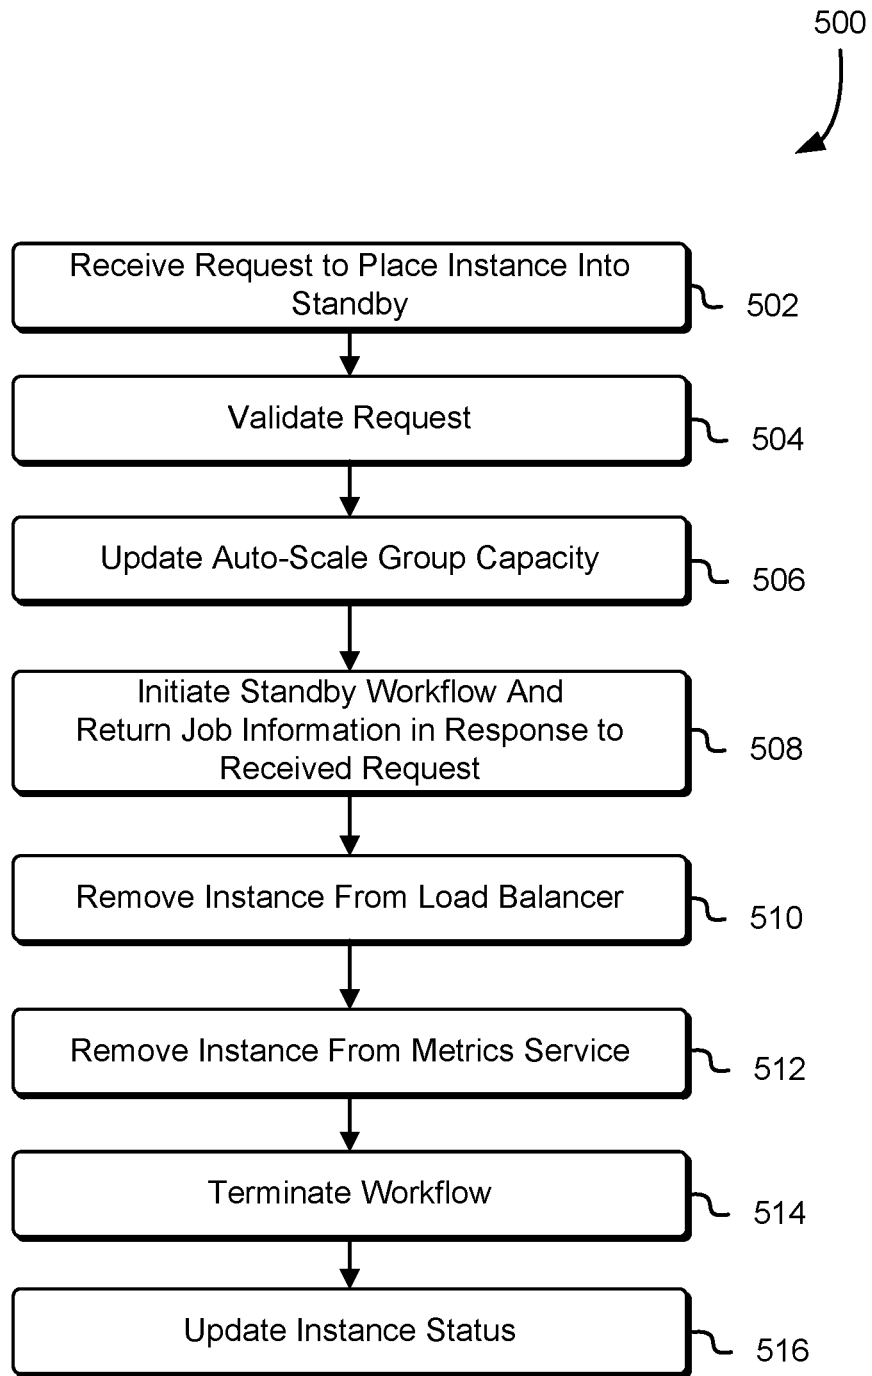 500
Receive Request to Place Instance Into
Standby
502
Validate Request
504
Update Auto-Scale Group Capacity
506
Initiate Standby Workflow And
Return Job Information in Response to
Received Request
508
Remove Instance From Load Balancer
510
Remove Instance From Metrics Service
512
Terminate Workflow
514
Update Instance Status
516